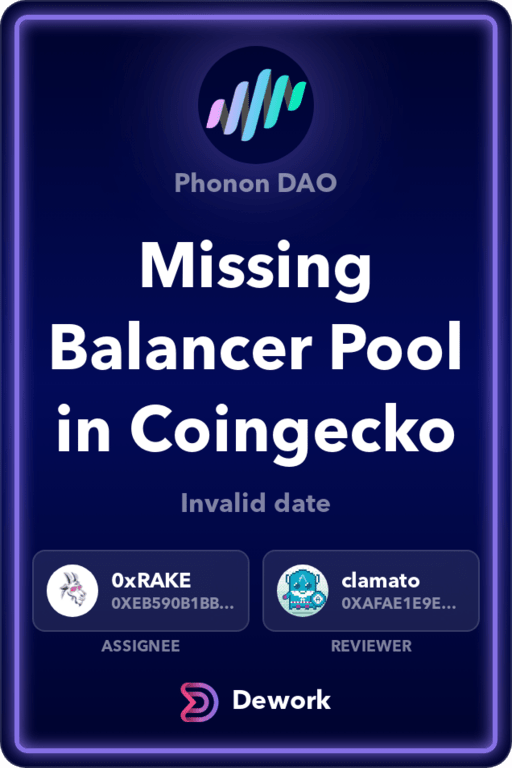 Phonon DAO
Missing
Balancer Pool
in Coingecko
Invalid date
0xRAKE
0XEB590B1BB...
clamato
0XAFAE1E9E...
ASSIGNEE
REVIEWER
Dework